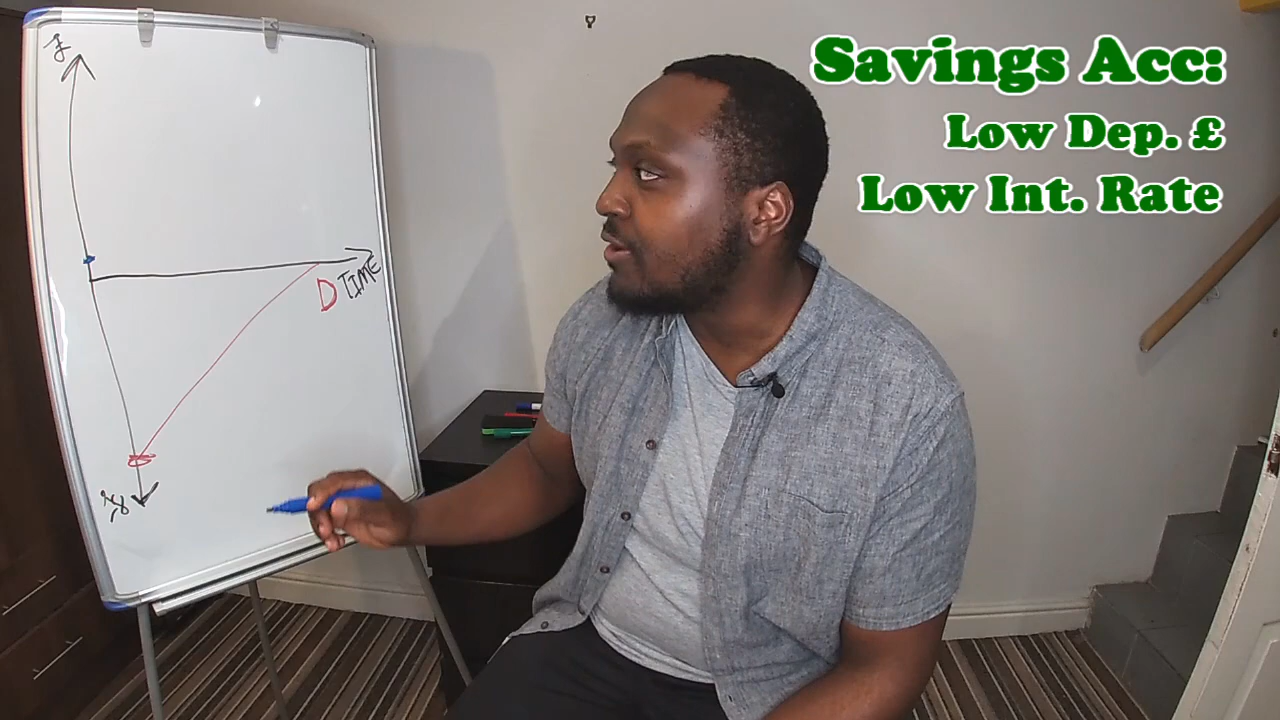 Savings Acc:
Low Dep. £
Low Int. Rate
£
D TIME
-£